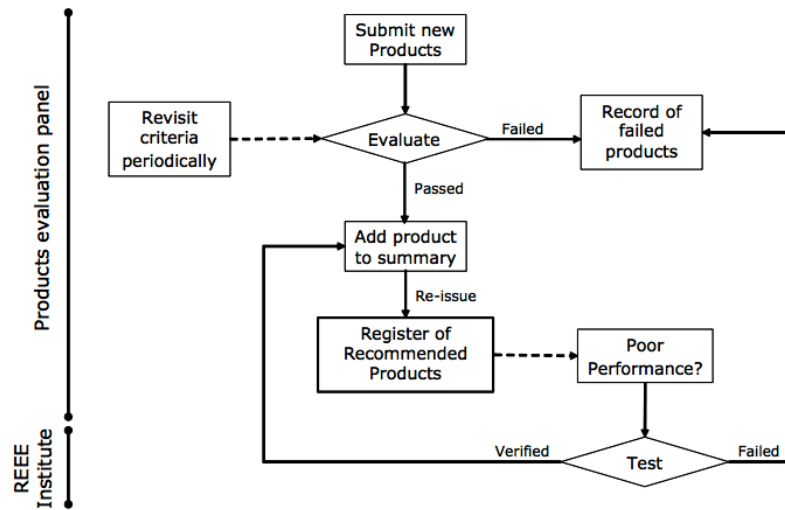 Submit new
Products
Products evaluation panel
Revisit
criteria
periodically
Evaluate
Failed
Record of
failed
products
Passed
Add product
to summary
Re-issue
Register of
Recommended
Products
Poor
Performance?
REEE
Institute
Verified
Test
Failed